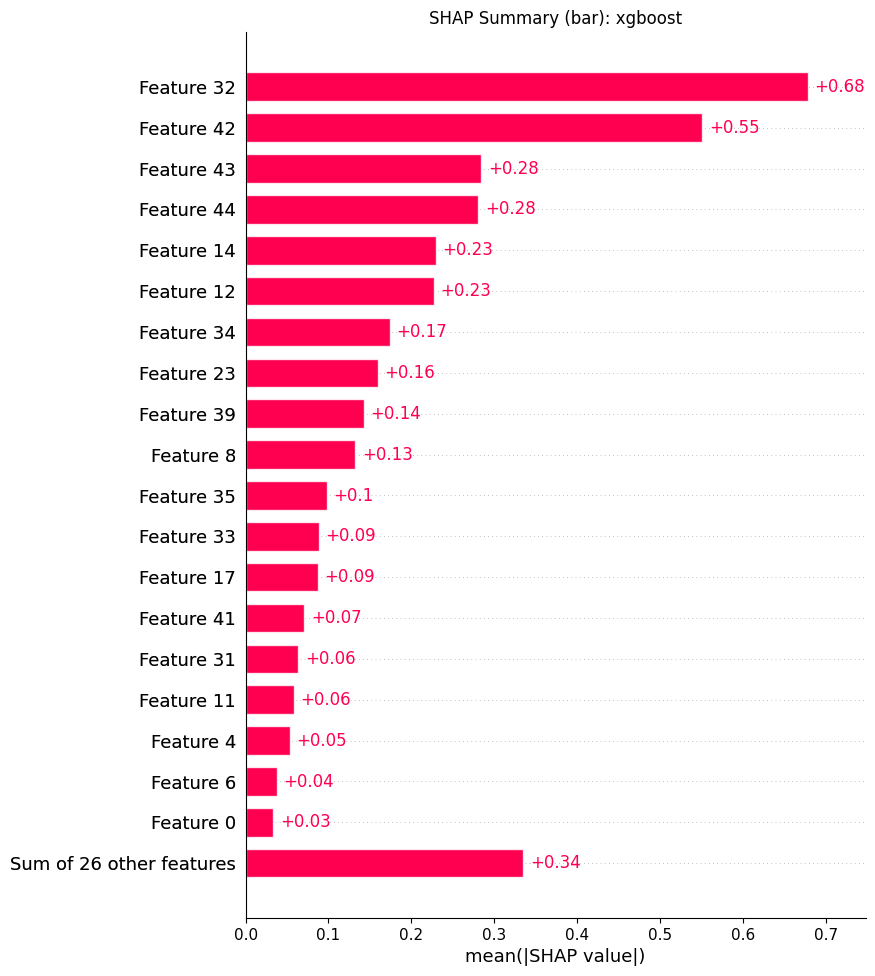 SHAP Summary (bar): xgboost
Feature 32 +0.68
Feature 42 +0.55
Feature 43 +0.28
Feature 44 +0.28
Feature 14 +0.23
Feature 12 +0.23
Feature 34 +0.17
Feature 23 +0.16
Feature 39 +0.14
Feature 8 +0.13
Feature 35 +0.1
Feature 33 +0.09
Feature 17 +0.09
Feature 41 +0.07
Feature 31 +0.06
Feature 11 +0.06
Feature 4 +0.05
Feature 6 +0.04
Feature 0 +0.03
Sum of 26 other features +0.34
0.0 0.1 0.2 0.3 0.4 0.5 0.6 0.7
mean(|SHAP value|)